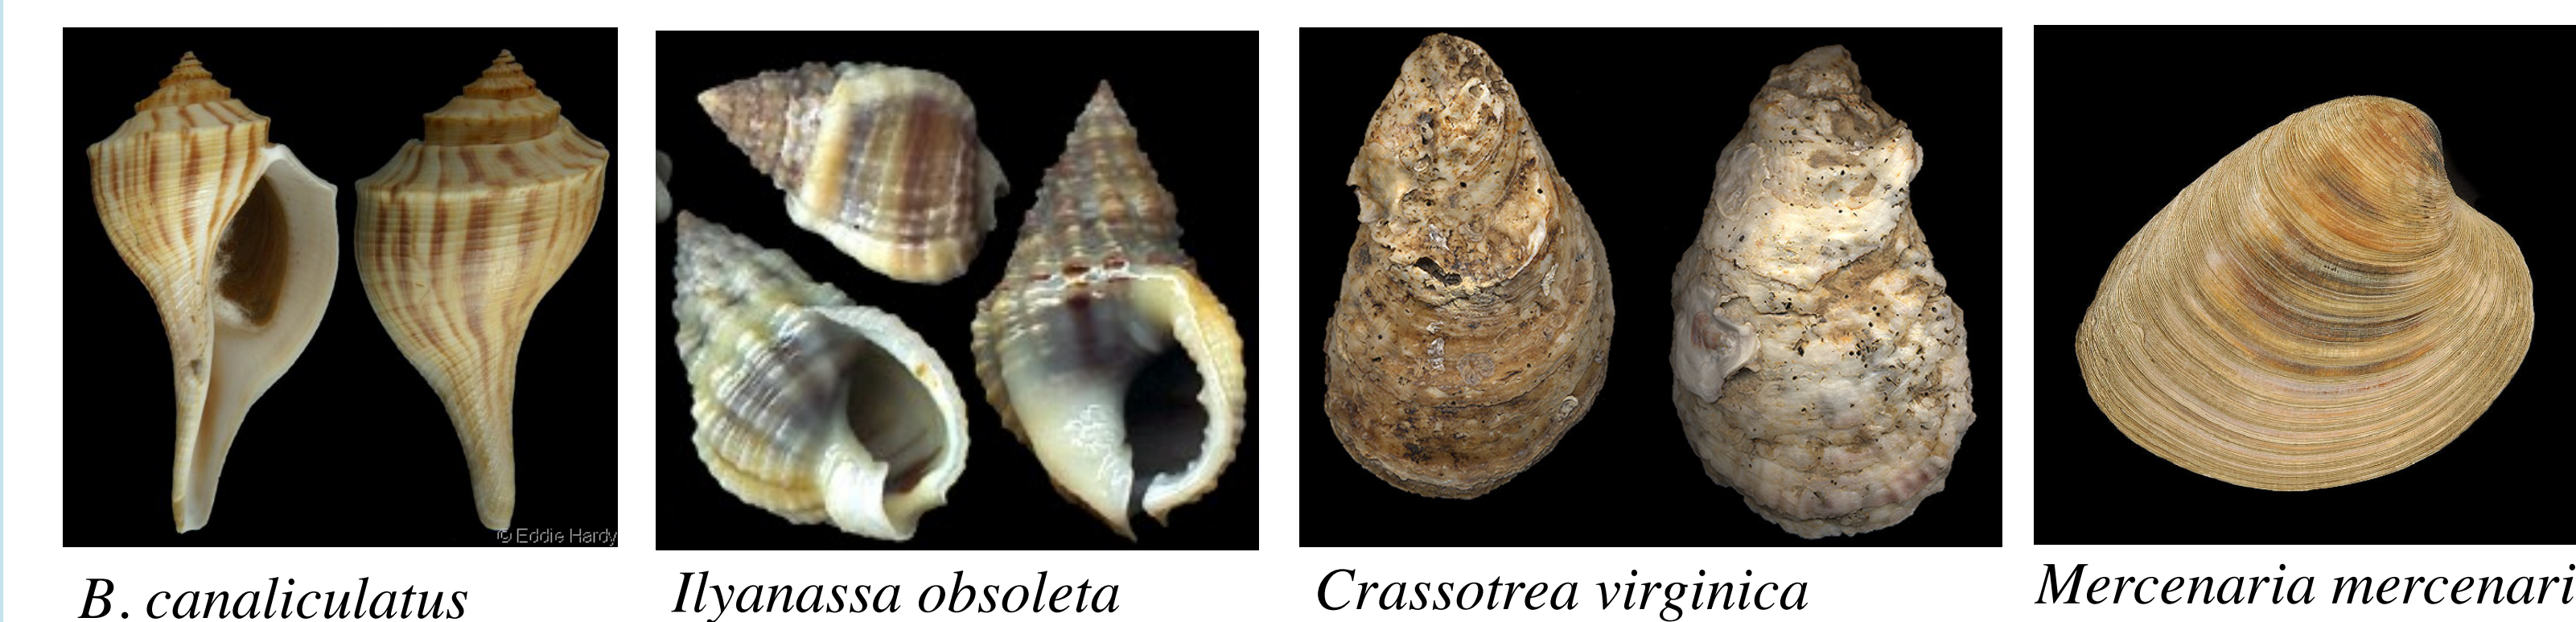 © Eddie Hardy
B. canaliculatus
Ilyanassa obsoleta
Crassotrea virginica
Mercenaria mercenari